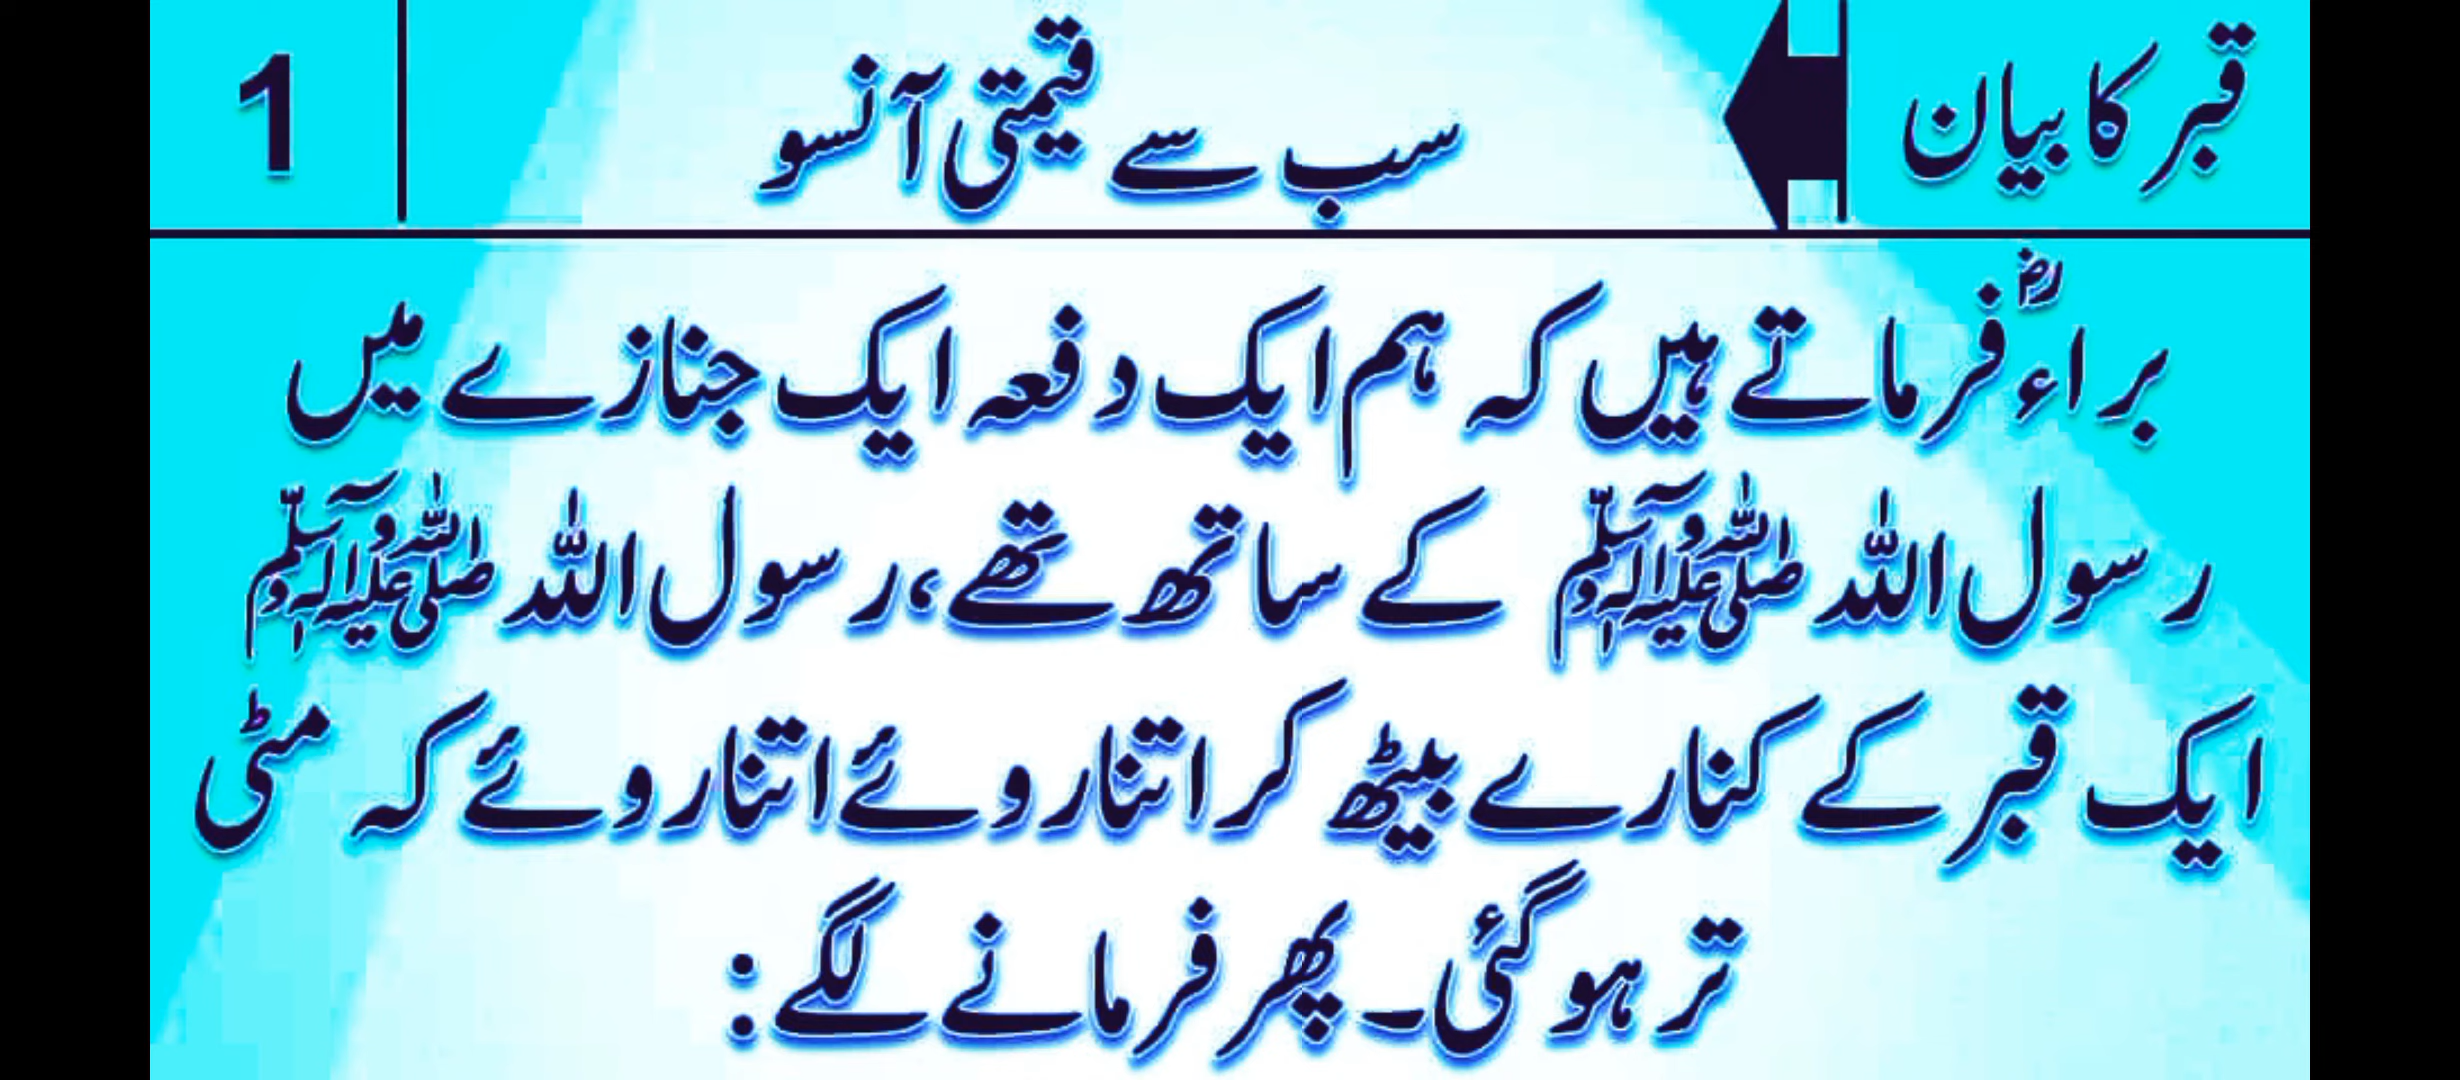 قبر کا بیان
سب سے قیمتی آنسو
1
براءؓ فرماتے ہیں کہ ہم ایک دفعہ ایک جنازے میں
رسول اللہ ﷺ کے ساتھ تھے، رسول اللہ ﷺ
ایک قبر کے کنارے بیٹھ کر اتنا روئے اتنا روئے کہ مٹی
تر ہو گئی۔ پھر فرمانے لگے: